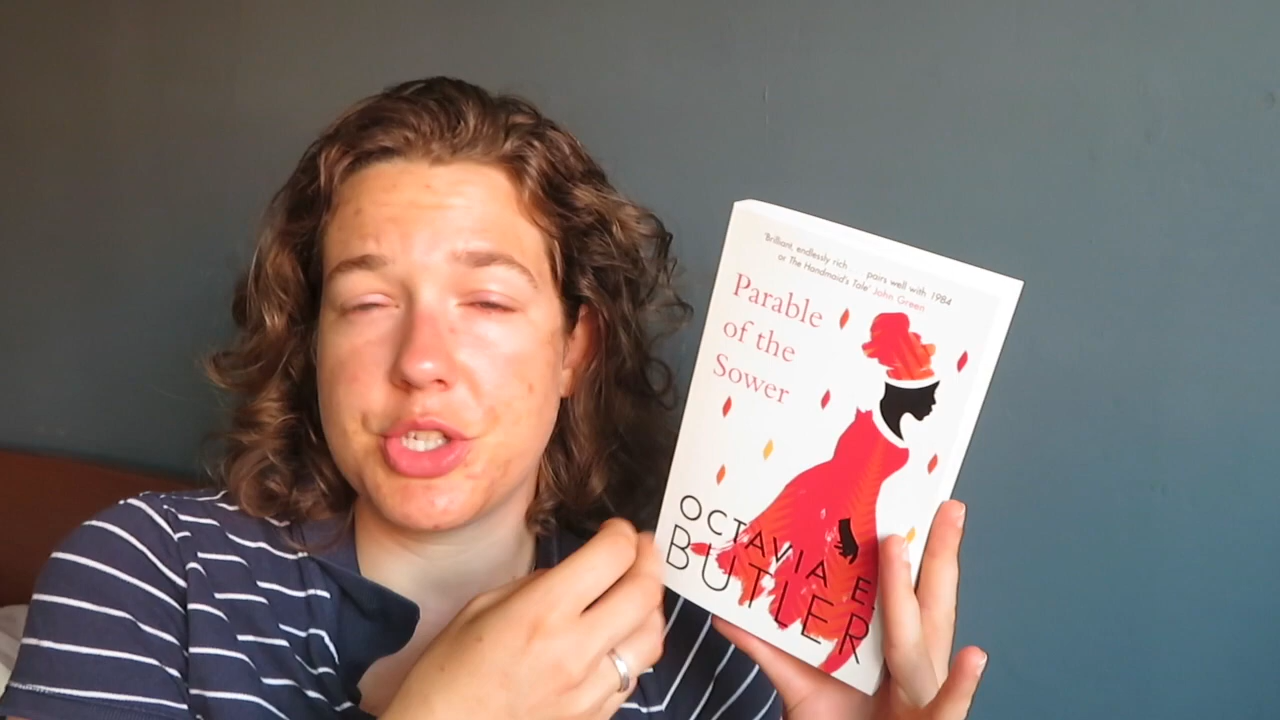 'Brilliant, endlessly rich ... pairs well with 1984
or The Handmaid's Tale' John Green
Parable
of the
Sower
OCTAVIA E.
BUTLER